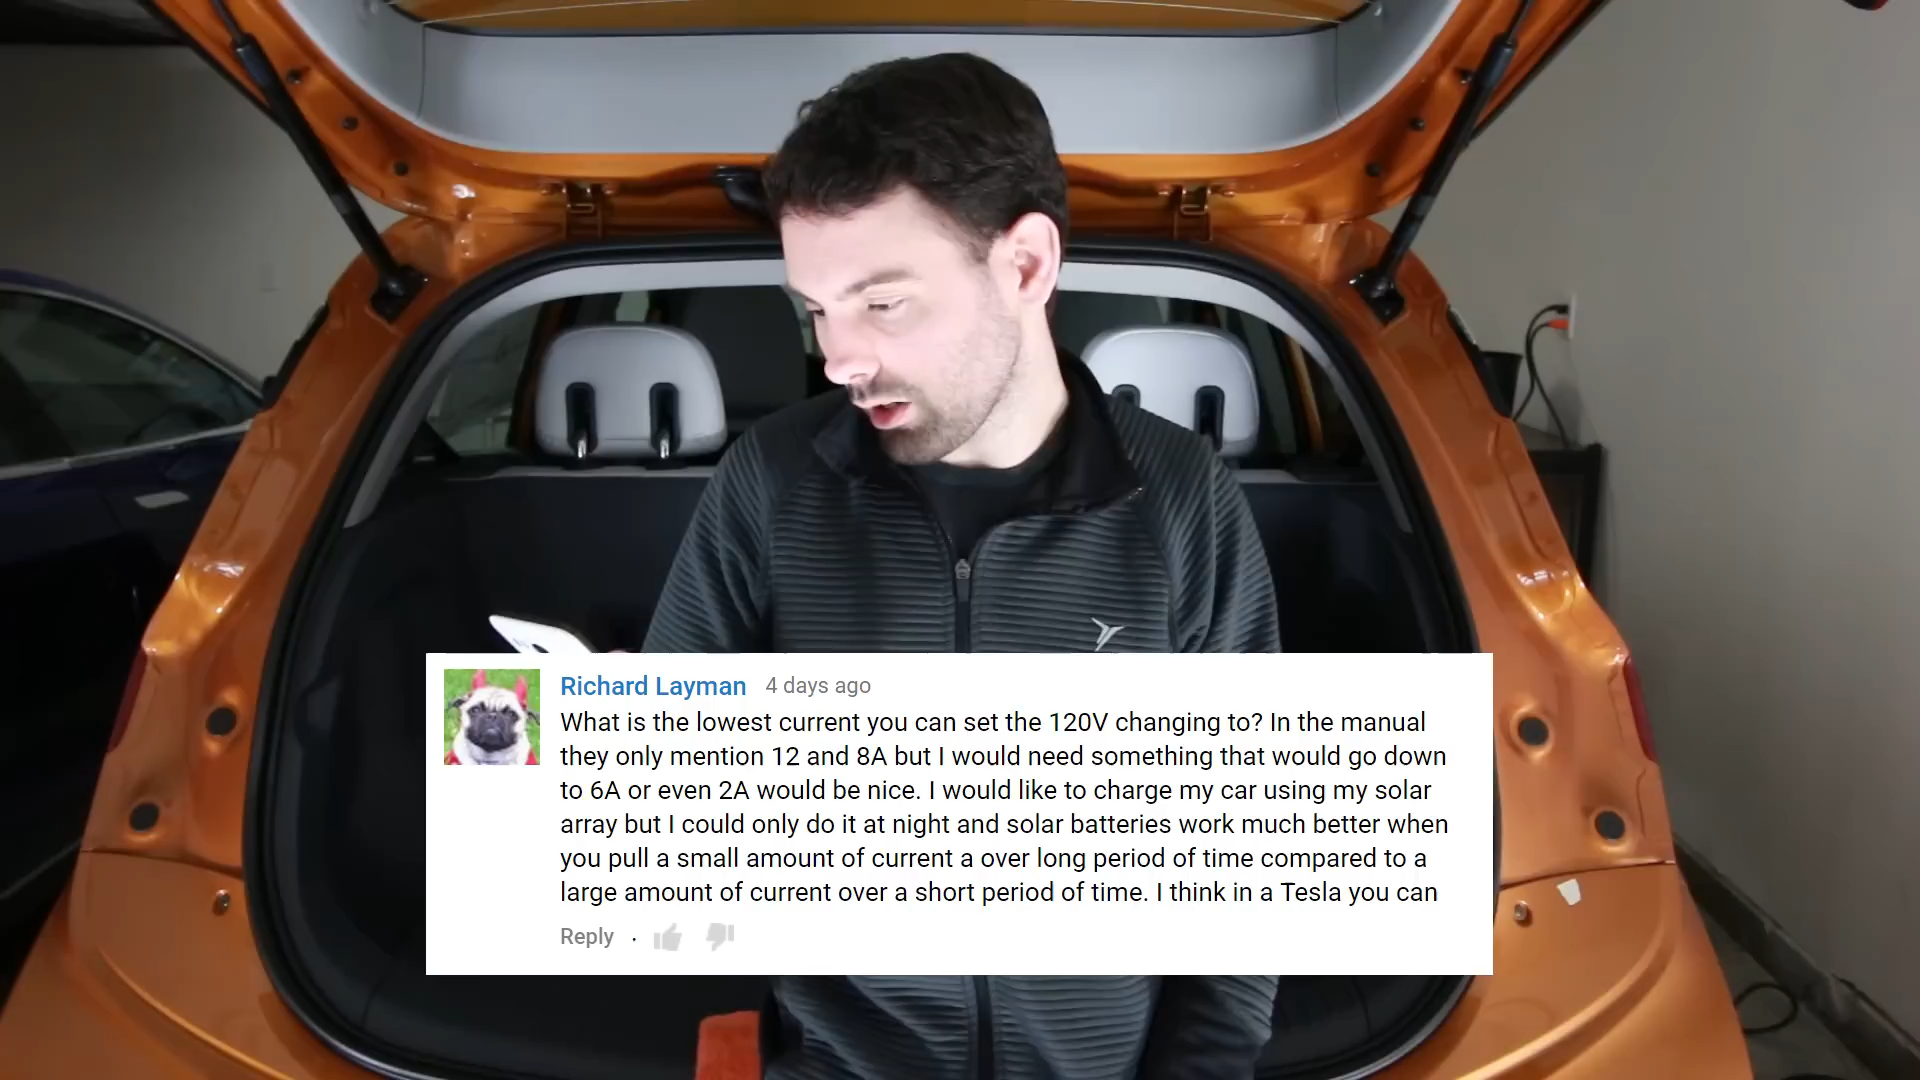 Richard Layman 4 days ago
What is the lowest current you can set the 120V changing to? In the manual
they only mention 12 and 8A but I would need something that would go down
to 6A or even 2A would be nice. I would like to charge my car using my solar
array but I could only do it at night and solar batteries work much better when
you pull a small amount of current a over long period of time compared to a
large amount of current over a short period of time. I think in a Tesla you can
Reply ·